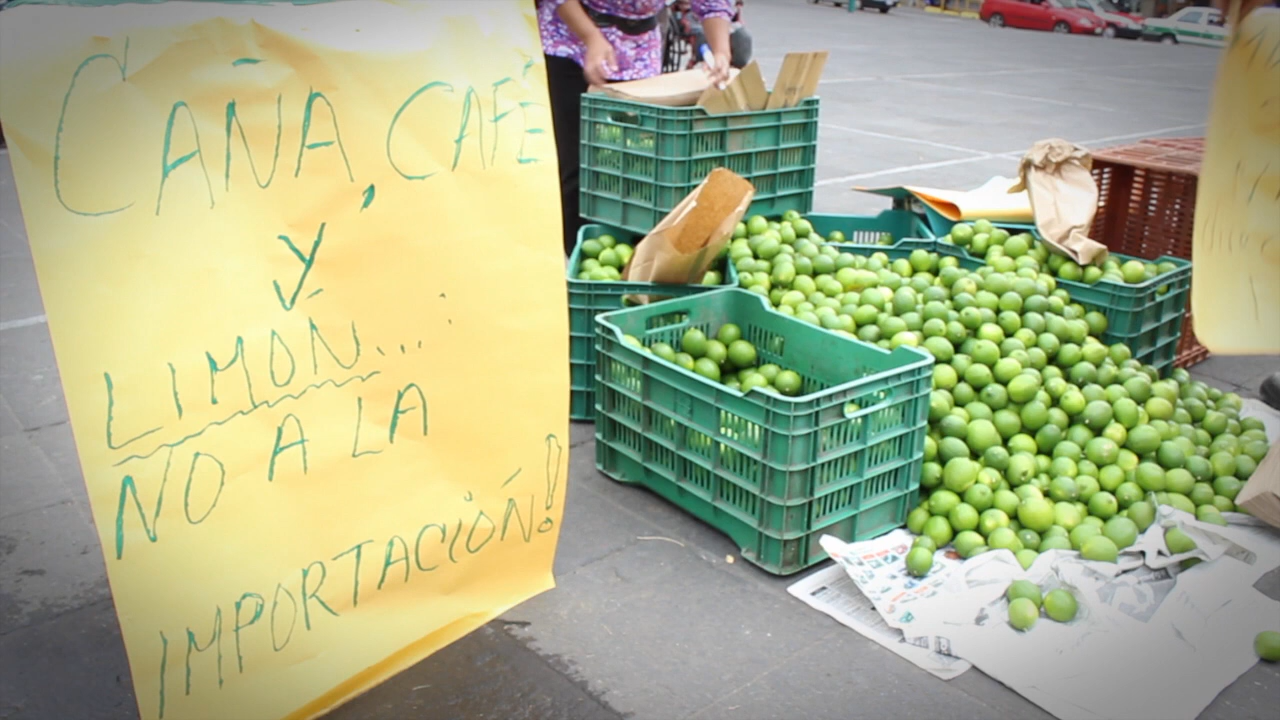 CAÑA, CAFÉ
Y
LIMÓN...
NO A LA
IMPORTACIÓN!